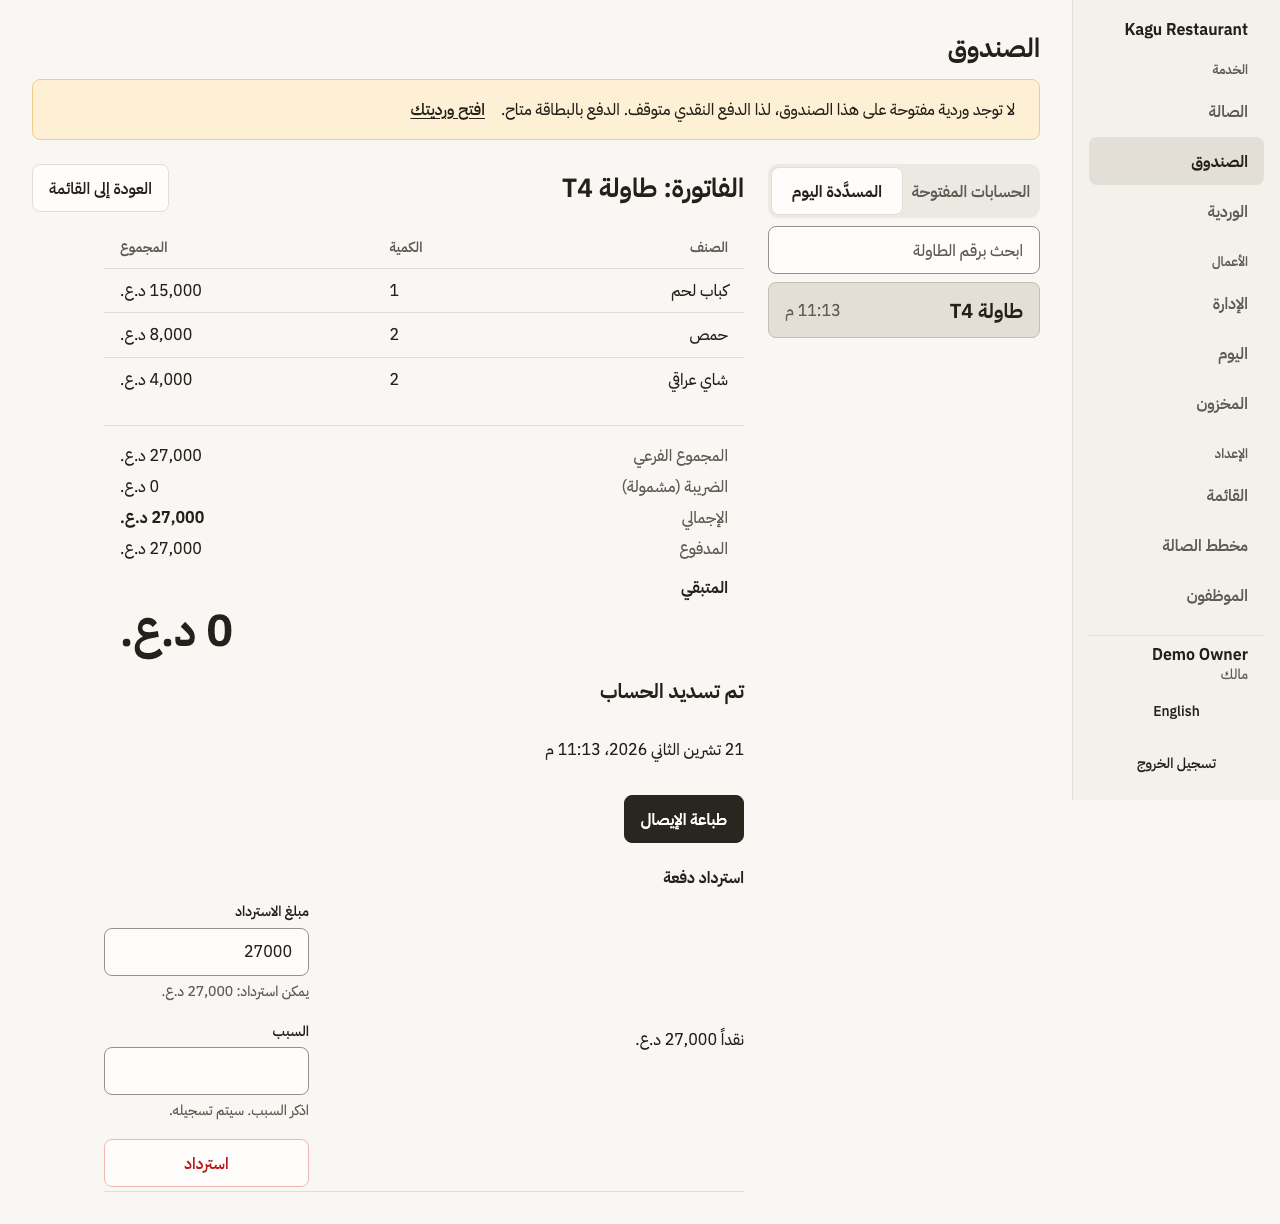 Kagu Restaurant
الخدمة
الصالة
الصندوق
الوردية
الأعمال
الإدارة
اليوم
المخزون
الإعداد
القائمة
مخطط الصالة
الموظفون
Demo Owner
مالك
English
تسجيل الخروج
الصندوق
لا توجد وردية مفتوحة على هذا الصندوق، لذا الدفع النقدي متوقف. الدفع بالبطاقة متاح. افتح ورديتك
الحسابات المفتوحة المسدَّدة اليوم
ابحث برقم الطاولة
طاولة T4 11:13 م
الفاتورة: طاولة T4 العودة إلى القائمة
الصنف الكمية المجموع
كباب لحم 1 15,000 د.ع.
حمص 2 8,000 د.ع.
شاي عراقي 2 4,000 د.ع.
المجموع الفرعي 27,000 د.ع.
الضريبة (مشمولة) 0 د.ع.
الإجمالي 27,000 د.ع.
المدفوع 27,000 د.ع.
المتبقي
0 د.ع.
تم تسديد الحساب
21 تشرين الثاني 2026، 11:13 م
طباعة الإيصال
استرداد دفعة
نقداً 27,000 د.ع.
مبلغ الاسترداد
27000
يمكن استرداد: 27,000 د.ع.
السبب
اذكر السبب. سيتم تسجيله.
استرداد